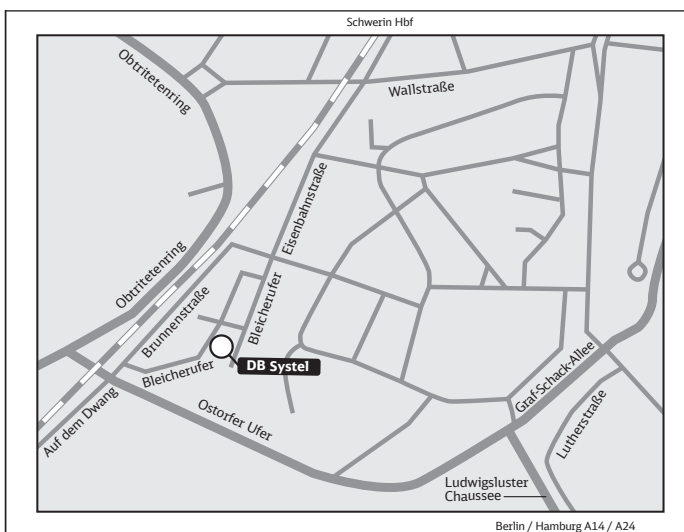 Schwerin Hbf
Obtritetenring
Wallstraße
Eisenbahnstraße
Obtritetenring
Brunnenstraße
Bleicherufer
Bleicherufer
DB Systel
Auf dem Dwang
Ostorfer Ufer
Graf-Schack-Allee
Lutherstraße
Ludwigsluster
Chaussee
Berlin / Hamburg A14 / A24